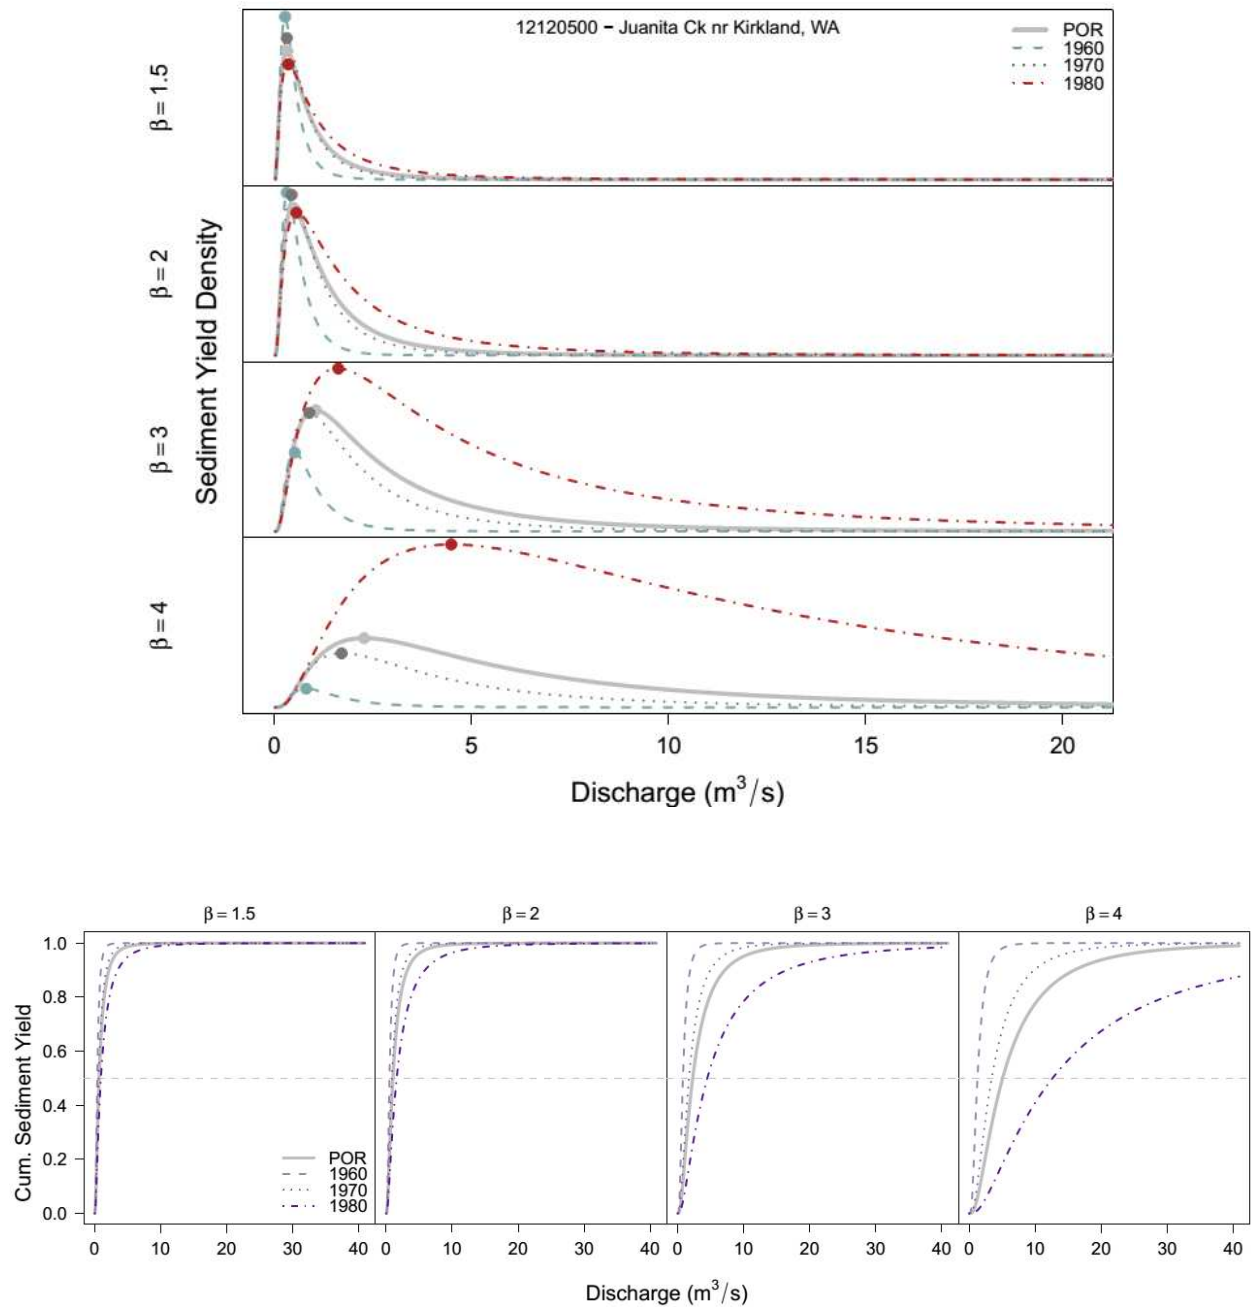 12120500 − Juanita Ck nr Kirkland, WA
POR
1960
1970
1980
β = 1.5
β = 2
β = 3
β = 4
Sediment Yield Density
0 5 10 15 20
Discharge (m³/s)
β = 1.5 β = 2 β = 3 β = 4
1.0
0.8
0.6
0.4
0.2
0.0
Cum. Sediment Yield
POR
1960
1970
1980
0 10 20 30 40 0 10 20 30 40 0 10 20 30 40 0 10 20 30 40
Discharge (m³/s)